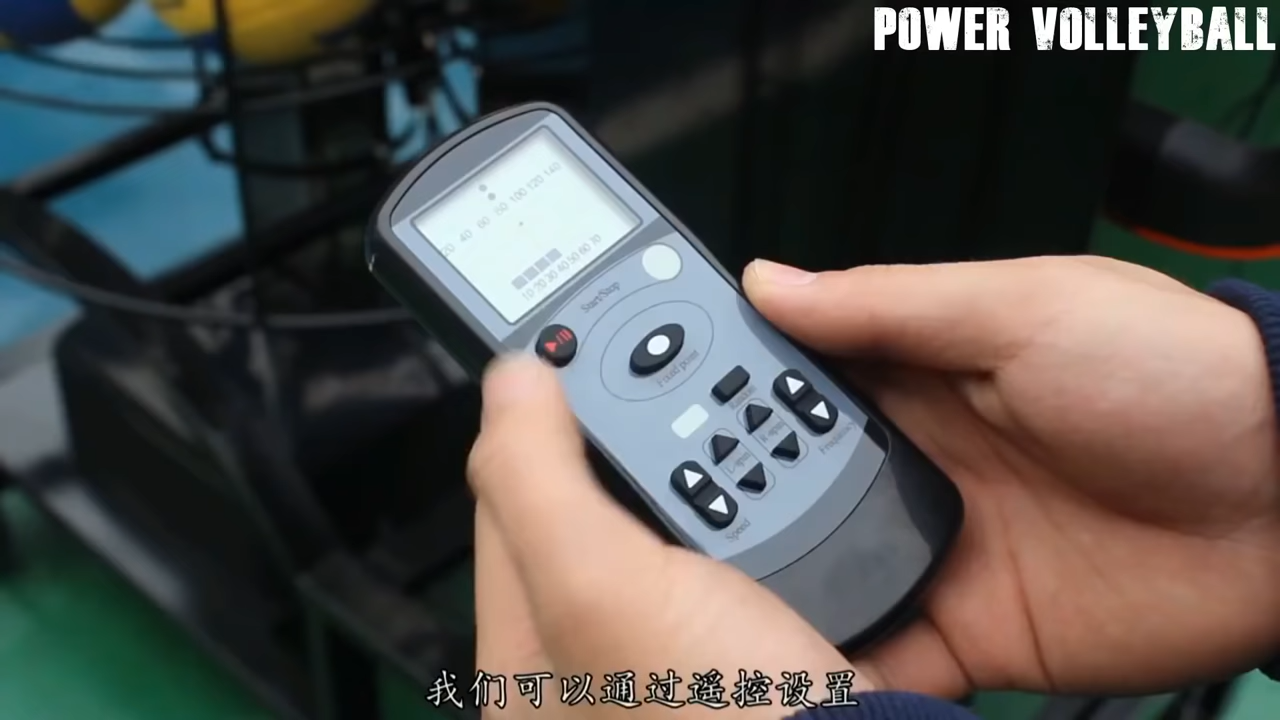 POWER VOLLEYBALL
20 40 60 80 100 120 140
10 20 30 40 50 60 70
Start/Stop
Fixed point
Random
Frequency
Speed
我们可以通过遥控设置